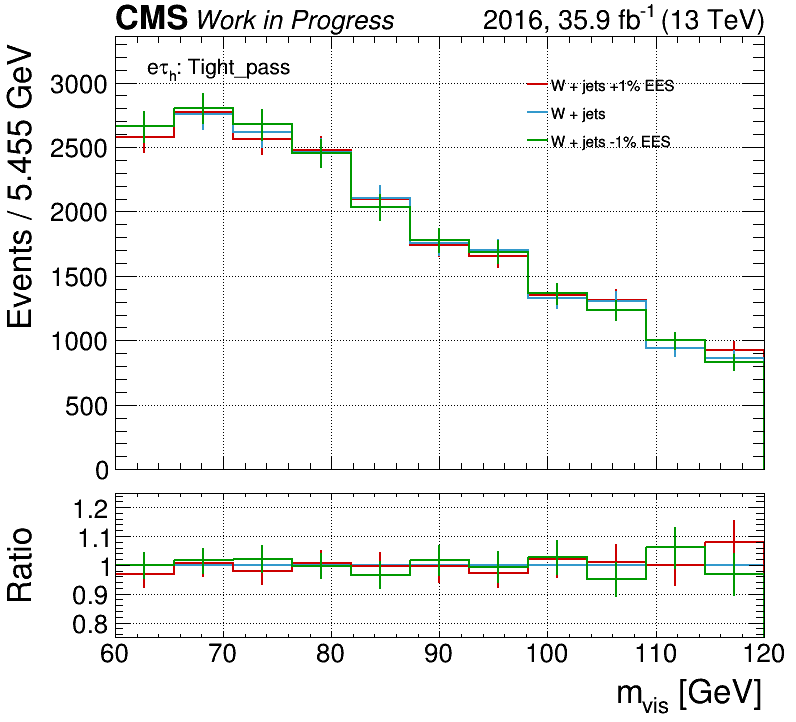 CMS Work in Progress 2016, 35.9 fb⁻¹ (13 TeV)
Events / 5.455 GeV
eτₕ: Tight_pass
W + jets +1% EES
W + jets
W + jets -1% EES
3000
2500
2000
1500
1000
500
0
Ratio
1.2
1.1
1
0.9
0.8
60 70 80 90 100 110 120
m_vis [GeV]